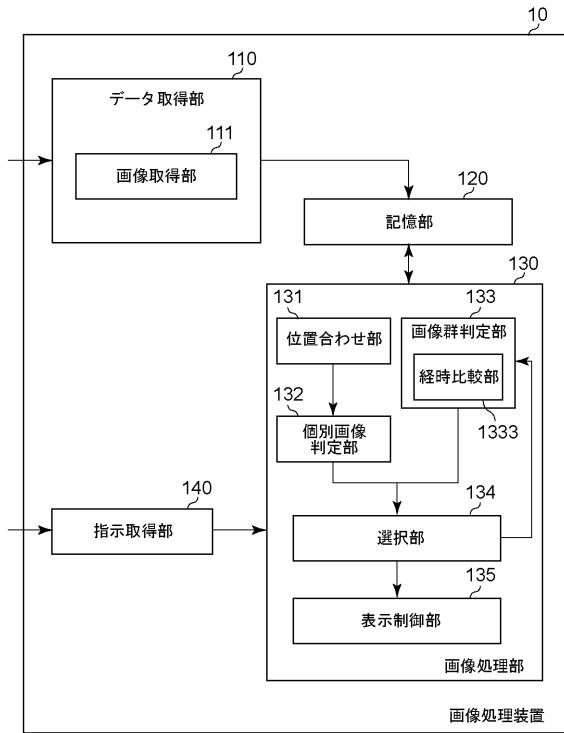 10
110
データ取得部
111
画像取得部
120
記憶部
130
131
位置合わせ部
133
画像群判定部
経時比較部
1333
132
個別画像
判定部
140
指示取得部
134
選択部
135
表示制御部
画像処理部
画像処理装置